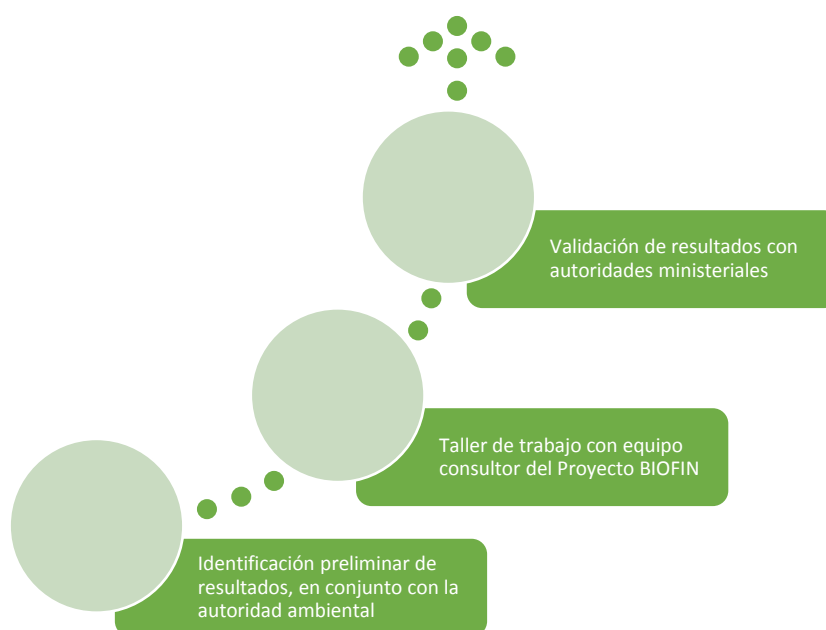 Validación de resultados con
autoridades ministeriales
Taller de trabajo con equipo
consultor del Proyecto BIOFIN
Identificación preliminar de
resultados, en conjunto con la
autoridad ambiental